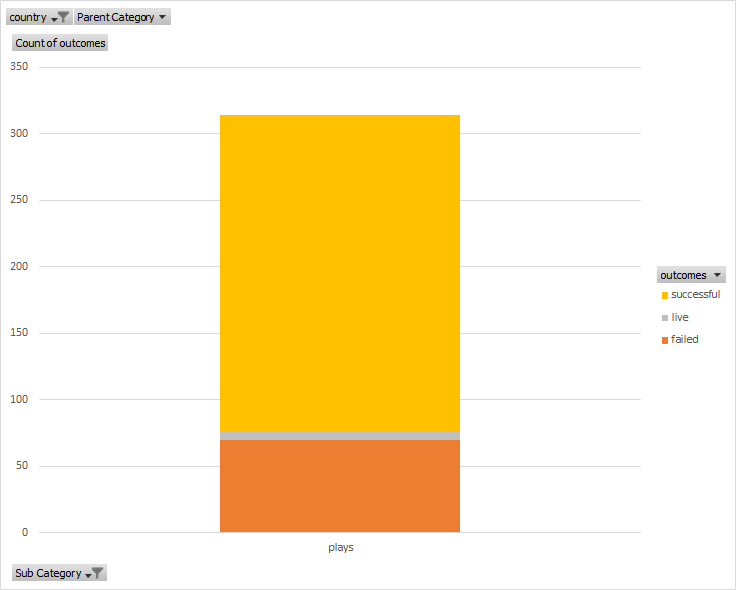 country Parent Category
Count of outcomes
350
300
250
200
150
100
50
0
plays
outcomes
successful
live
failed
Sub Category